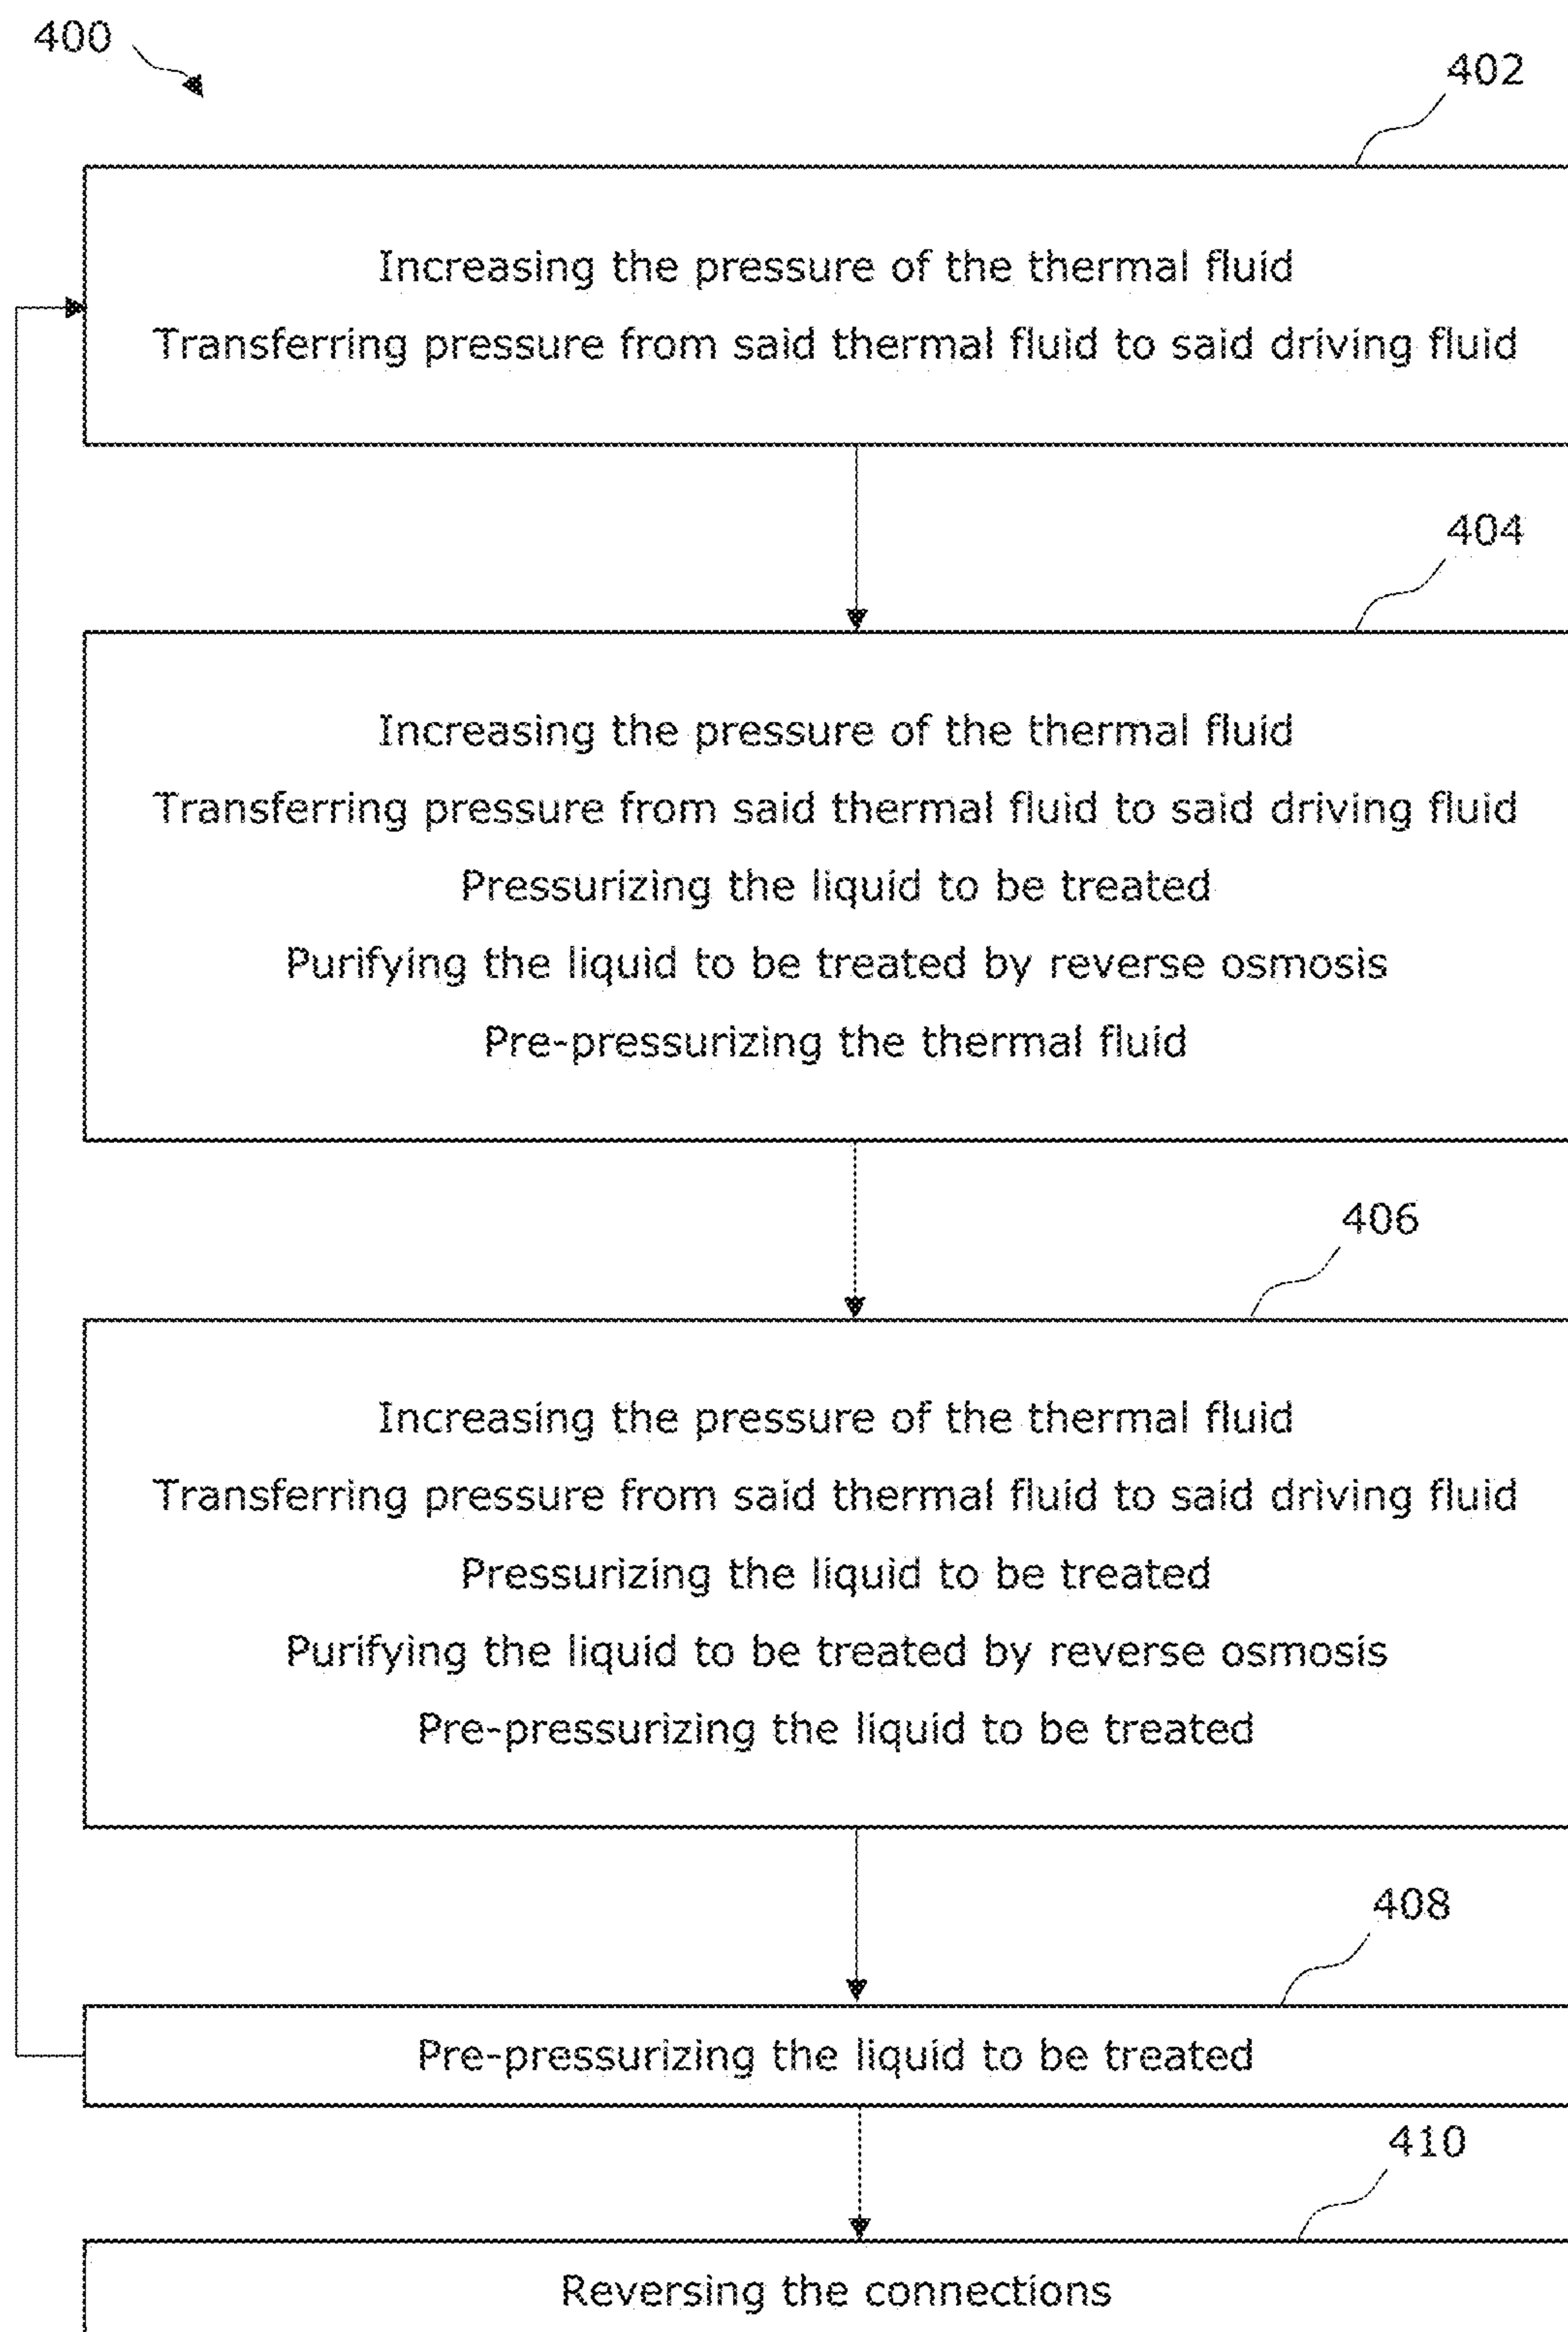 400
402
Increasing the pressure of the thermal fluid
Transferring pressure from said thermal fluid to said driving fluid
404
Increasing the pressure of the thermal fluid
Transferring pressure from said thermal fluid to said driving fluid
Pressurizing the liquid to be treated
Purifying the liquid to be treated by reverse osmosis
Pre-pressurizing the thermal fluid
406
Increasing the pressure of the thermal fluid
Transferring pressure from said thermal fluid to said driving fluid
Pressurizing the liquid to be treated
Purifying the liquid to be treated by reverse osmosis
Pre-pressurizing the liquid to be treated
408
Pre-pressurizing the liquid to be treated
410
Reversing the connections